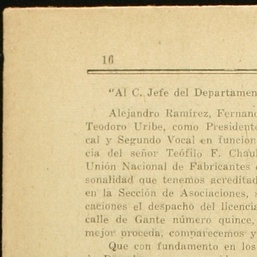 16
"Al C. Jefe del Departamen
Alejandro Ramírez, Fernand
Teodoro Uribe, como President
cal y Segundo Vocal en funcion
cia del señor Teófilo F. Chau
Unión Nacional de Fabricantes
sonalidad que tenemos acreditad
en la Sección de Asociaciones, s
caciones el despacho del licencia
calle de Gante número quince,
mejor proceda, comparecemos y
Que con fundamento en los